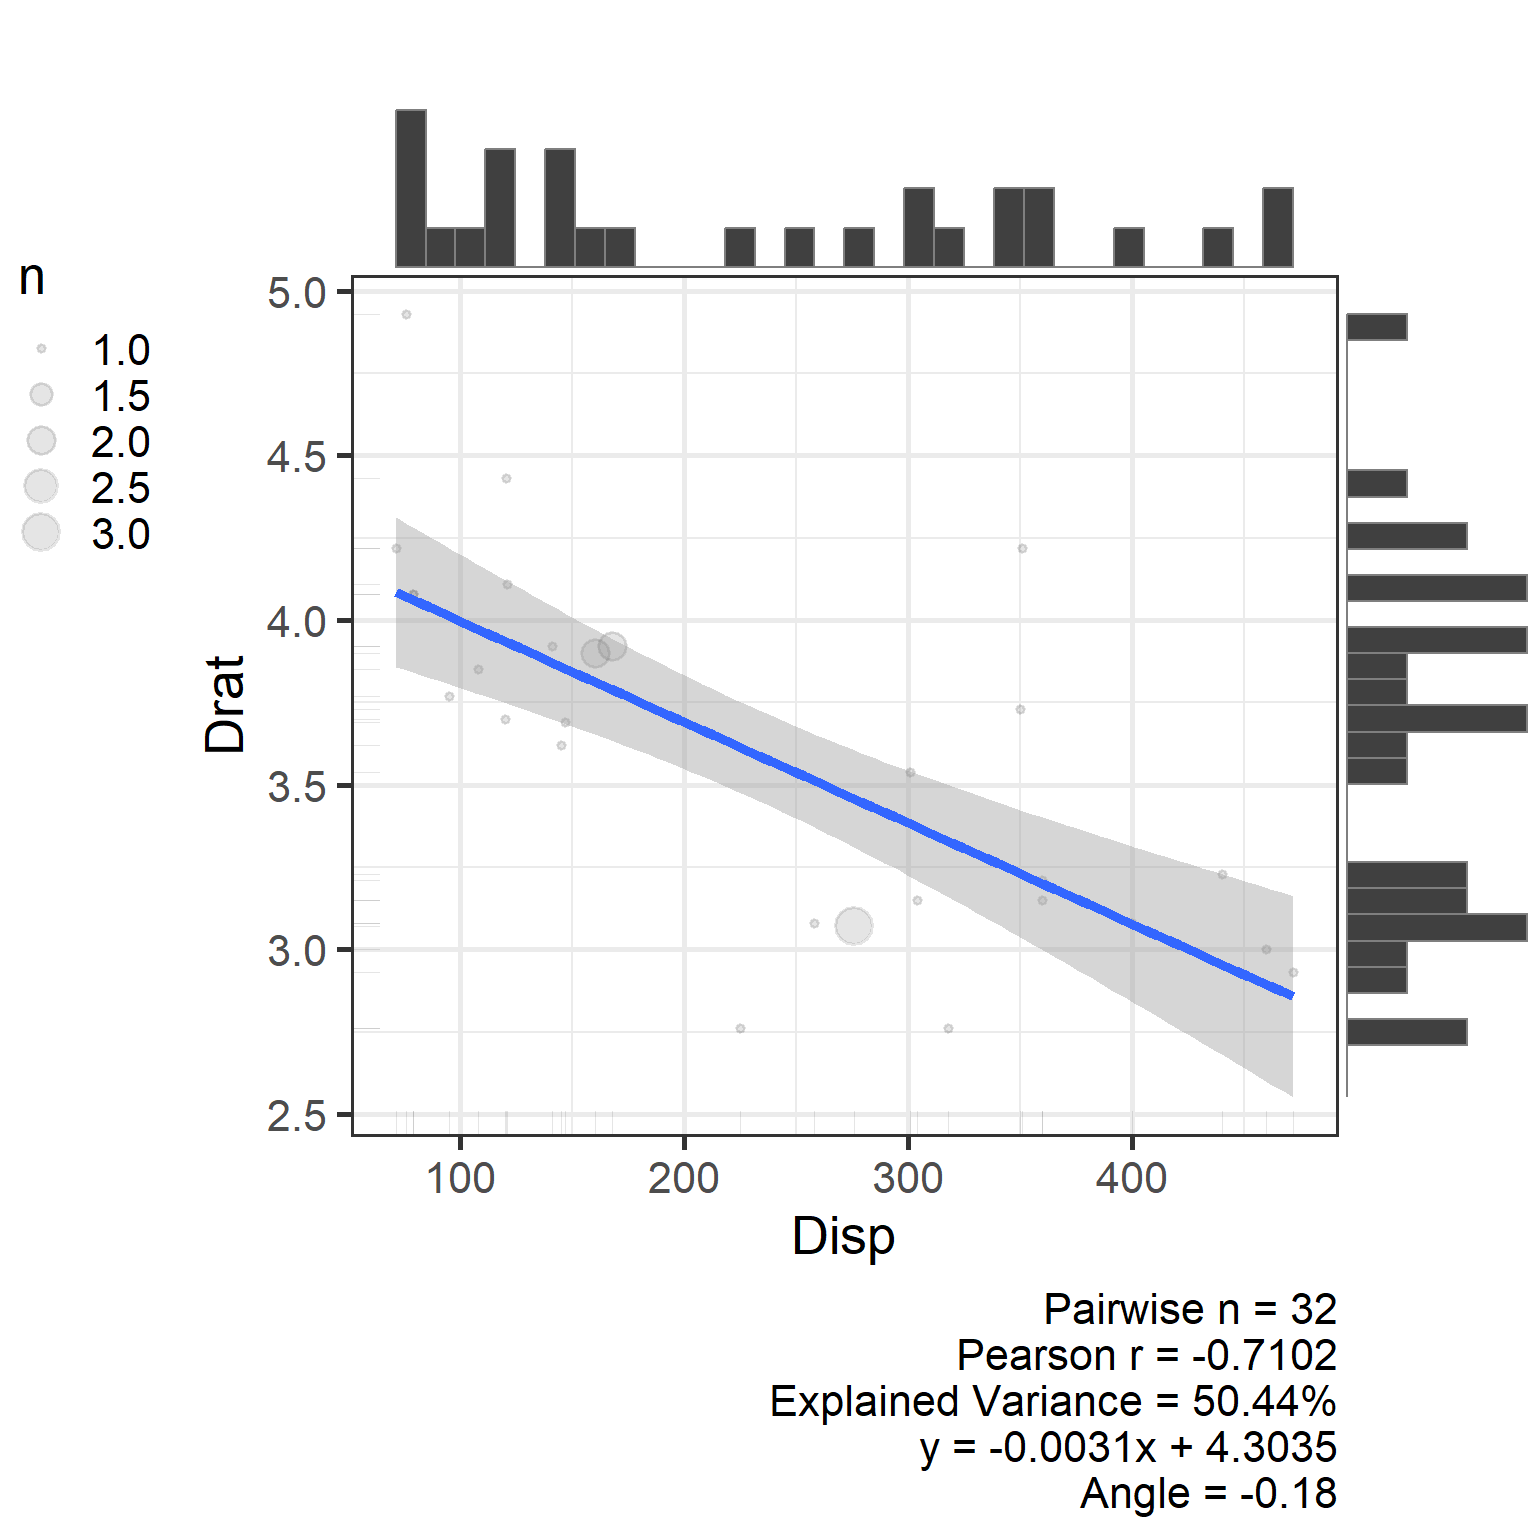 n
1.0
1.5
2.0
2.5
3.0
Drat
5.0
4.5
4.0
3.5
3.0
2.5
100 200 300 400
Disp
Pairwise n = 32
Pearson r = -0.7102
Explained Variance = 50.44%
y = -0.0031x + 4.3035
Angle = -0.18